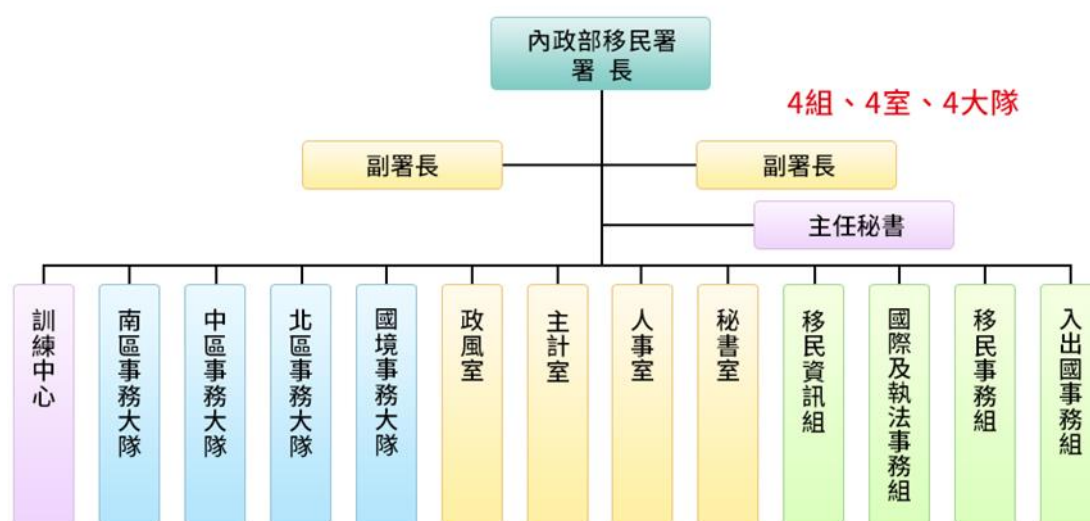 內政部移民署
署 長
4組、4室、4大隊
副署長
副署長
主任秘書
訓練中心
南區事務大隊
中區事務大隊
北區事務大隊
國境事務大隊
政風室
主計室
人事室
秘書室
移民資訊組
國際及執法事務組
移民事務組
入出國事務組